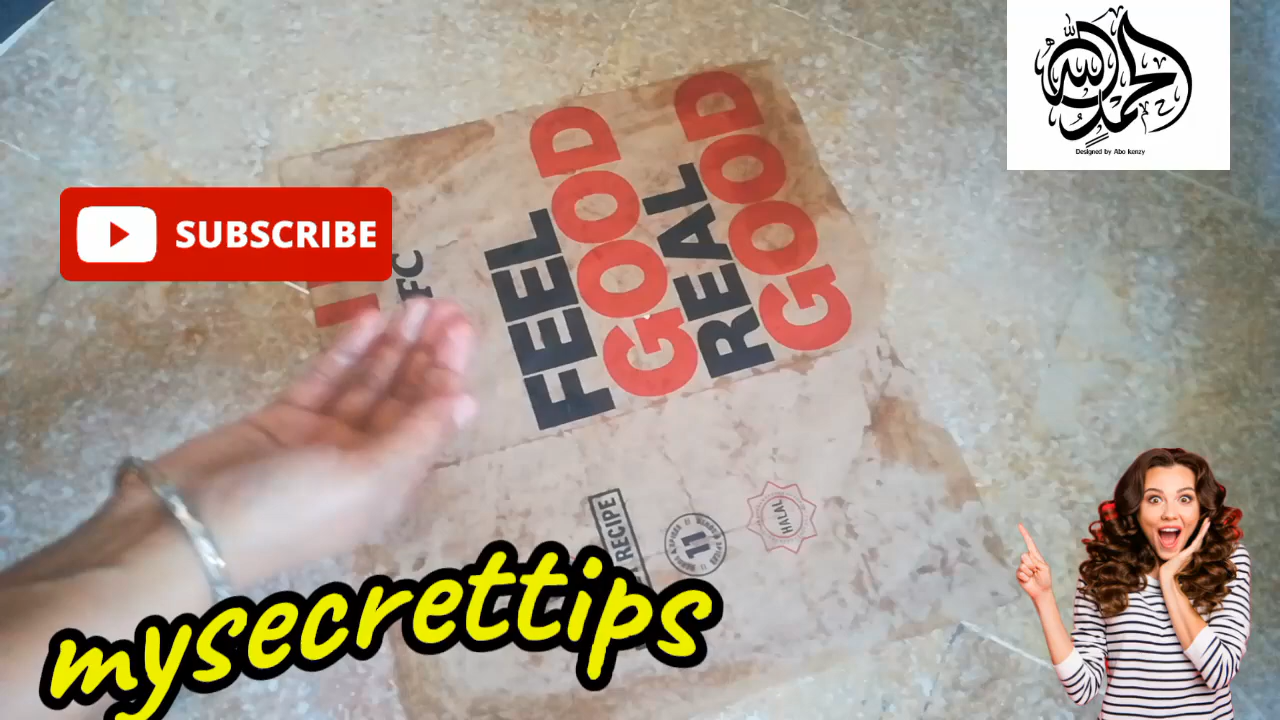 الحمد لله
Designed by Abo kenzy
SUBSCRIBE
FC
FEEL
GOOD
REAL
GOOD
RECIPE
11
HALAL
mysecrettips